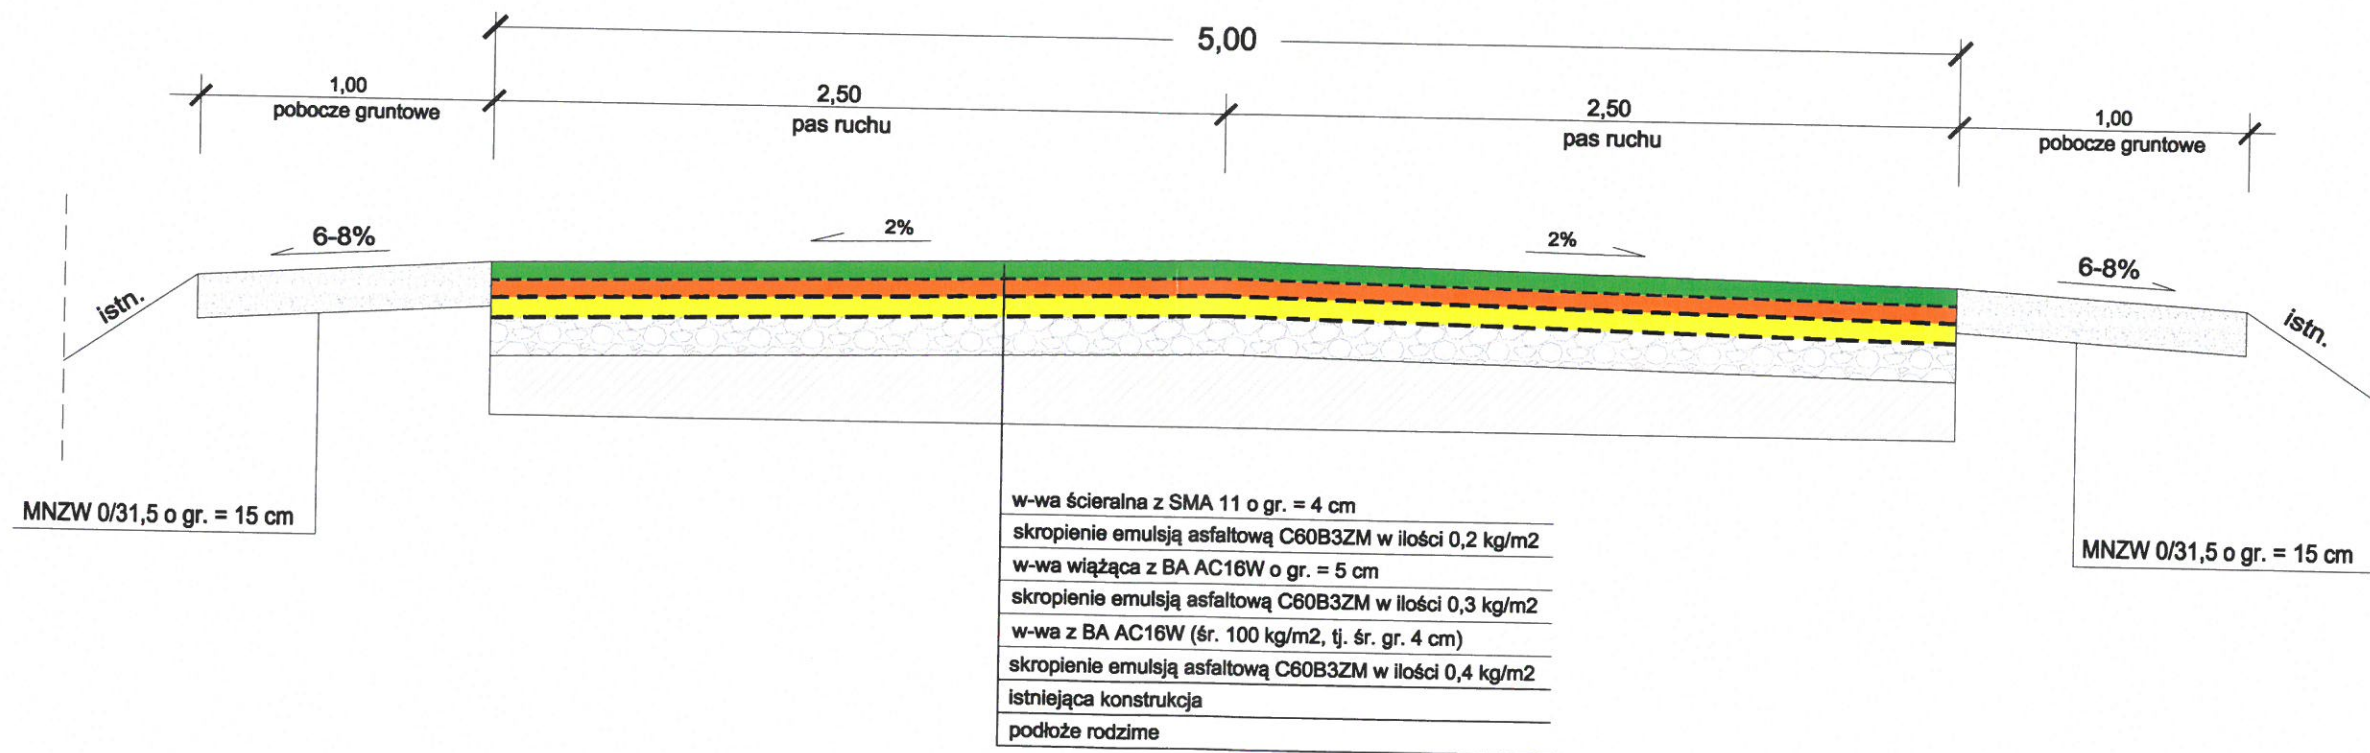 5,00
1,00
pobocze gruntowe
2,50
pas ruchu
2,50
pas ruchu
1,00
pobocze gruntowe
6-8%
2%
2%
6-8%
istn.
istn.
MNZW 0/31,5 o gr. = 15 cm
w-wa ścieralna z SMA 11 o gr. = 4 cm
skropienie emulsją asfaltową C60B3ZM w ilości 0,2 kg/m2
w-wa wiążąca z BA AC16W o gr. = 5 cm
skropienie emulsją asfaltową C60B3ZM w ilości 0,3 kg/m2
w-wa z BA AC16W (śr. 100 kg/m2, tj. śr. gr. 4 cm)
skropienie emulsją asfaltową C60B3ZM w ilości 0,4 kg/m2
istniejąca konstrukcja
podłoże rodzime
MNZW 0/31,5 o gr. = 15 cm